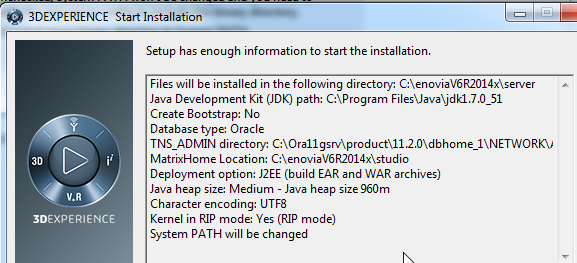 3DEXPERIENCE Start Installation
Setup has enough information to start the installation.
Files will be installed in the following directory: C:\enoviaV6R2014x\server
Java Development Kit (JDK) path: C:\Program Files\Java\jdk1.7.0_51
Create Bootstrap: No
Database type: Oracle
TNS_ADMIN directory: C:\Ora11gsrv\product\11.2.0\dbhome_1\NETWORK\
MatrixHome Location: C:\enoviaV6R2014x\studio
Deployment option: J2EE (build EAR and WAR archives)
Java heap size: Medium - Java heap size 960m
Character encoding: UTF8
Kernel in RIP mode: Yes (RIP mode)
System PATH will be changed
3D
i²
V.R
3DEXPERIENCE